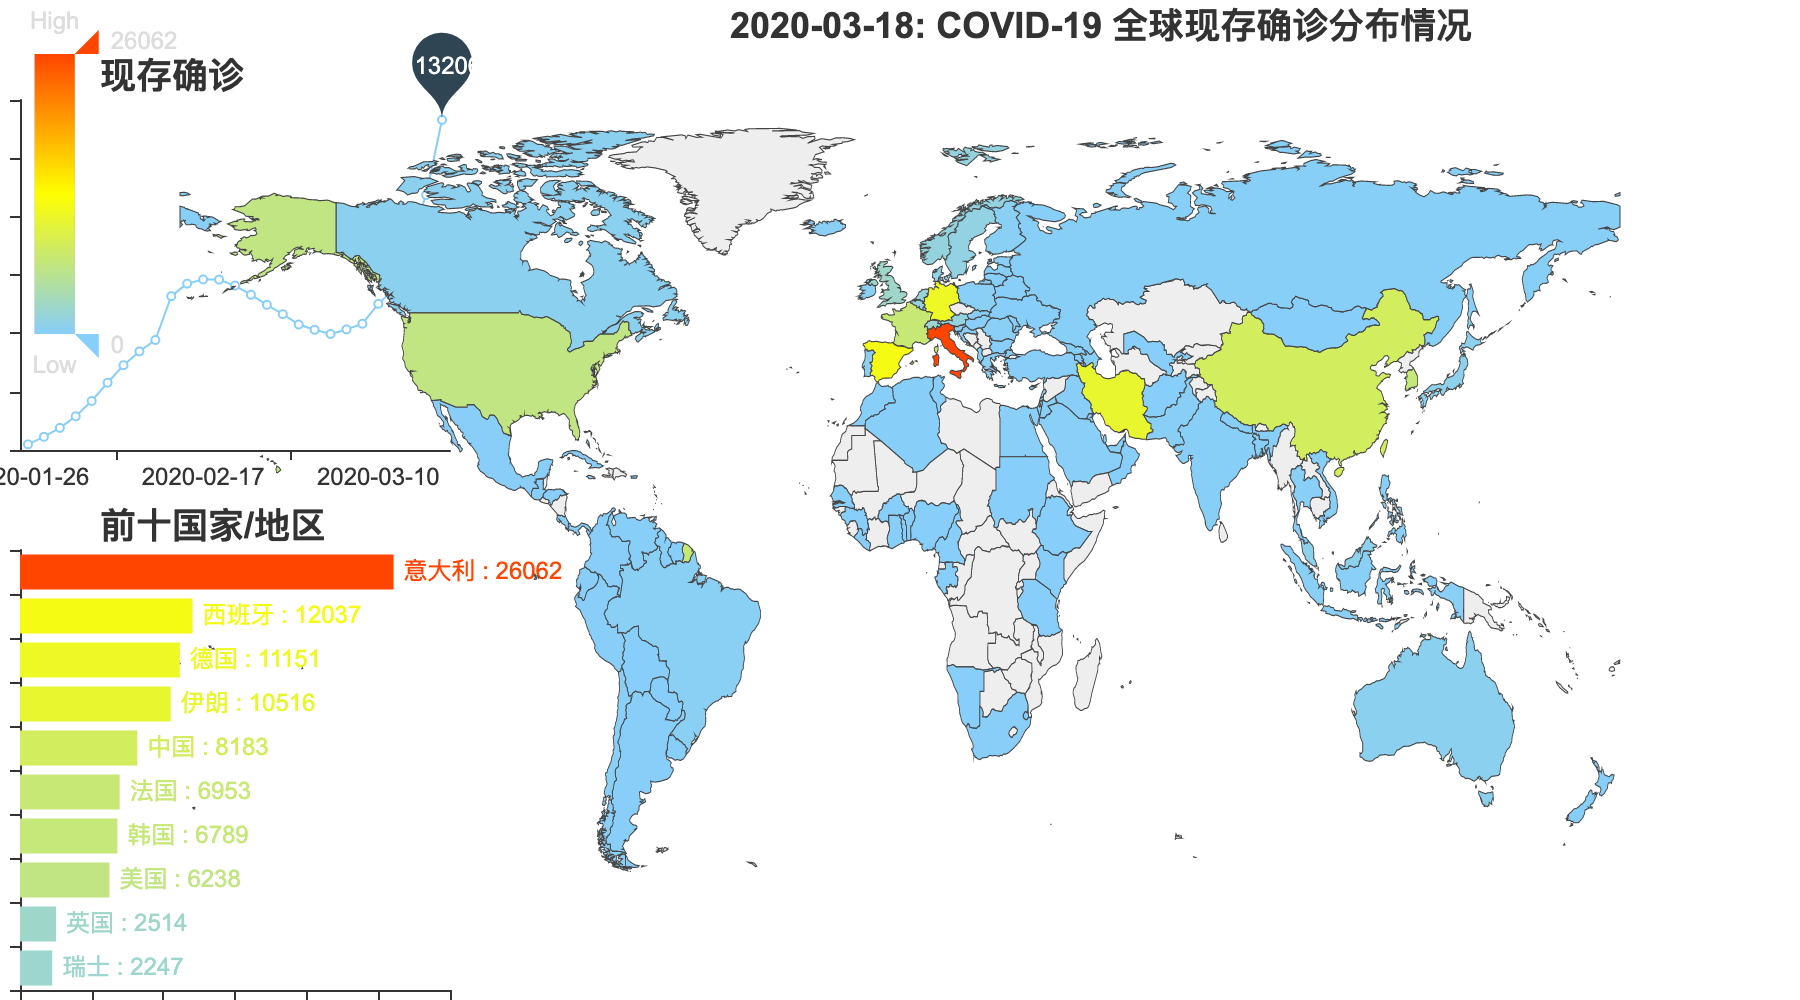 2020-03-18: COVID-19 全球现存确诊分布情况
High
26062
现存确诊
0
Low
20-01-26
2020-02-17
2020-03-10
前十国家/地区
意大利 : 26062
西班牙 : 12037
德国 : 11151
伊朗 : 10516
中国 : 8183
法国 : 6953
韩国 : 6789
美国 : 6238
英国 : 2514
瑞士 : 2247